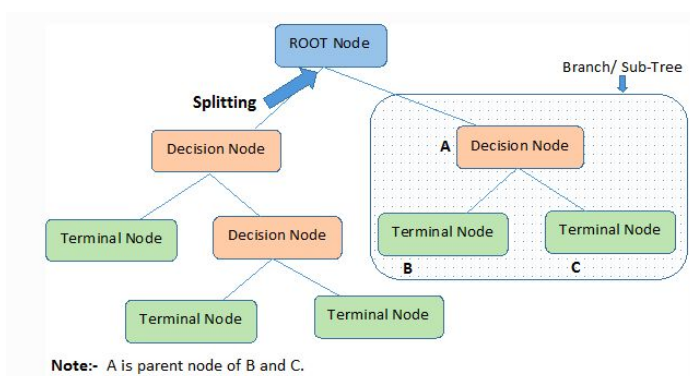 ROOT Node
Branch/ Sub-Tree
Splitting
Decision Node
A
Decision Node
Terminal Node
Decision Node
Terminal Node
Terminal Node
B
C
Terminal Node
Terminal Node
Note:- A is parent node of B and C.